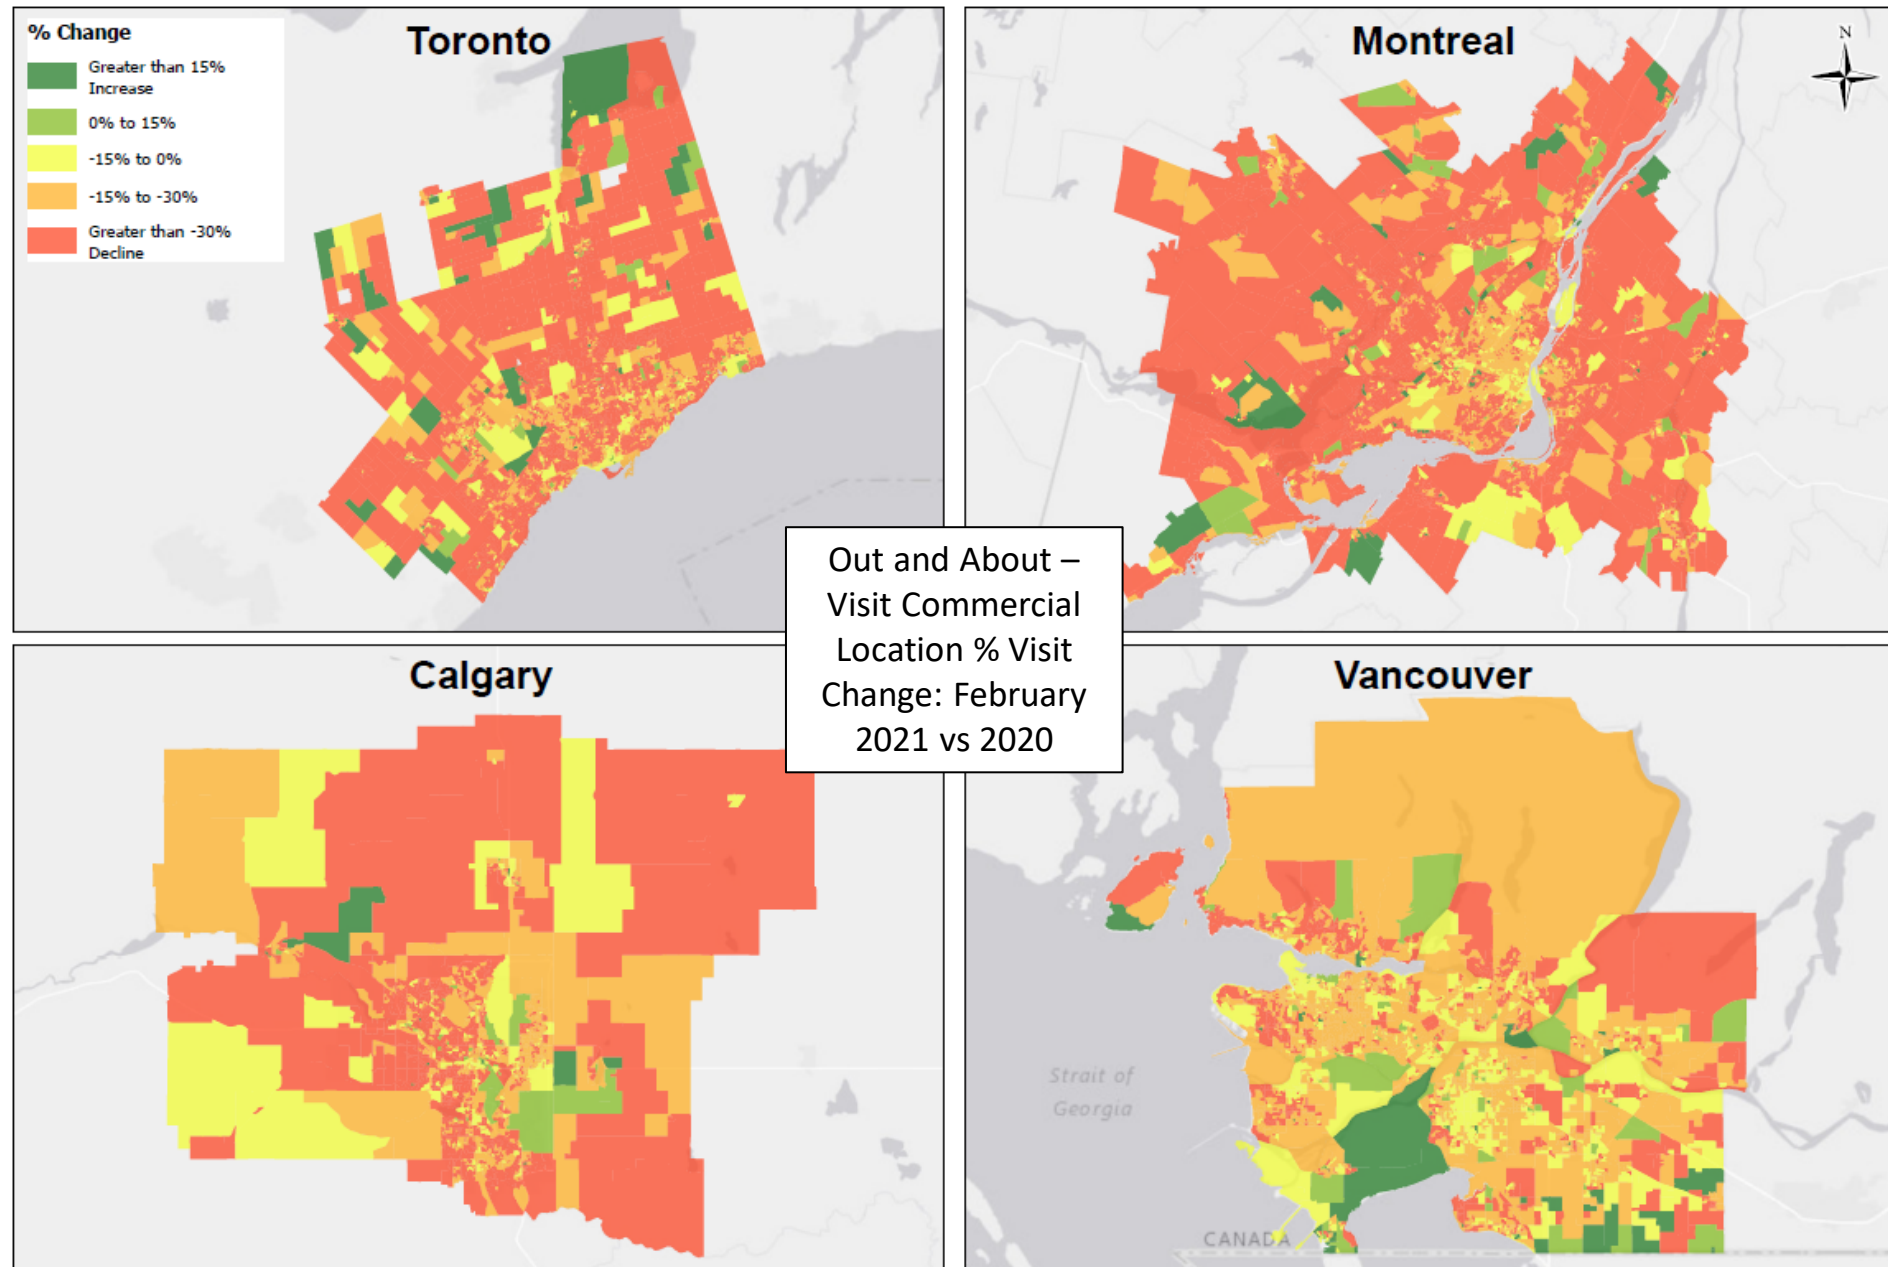 % Change
Greater than 15%
Increase
0% to 15%
-15% to 0%
-15% to -30%
Greater than -30%
Decline
Toronto
Montreal
N
Out and About –
Visit Commercial
Location % Visit
Change: February
2021 vs 2020
Calgary
Vancouver
Strait of
Georgia
CANADA